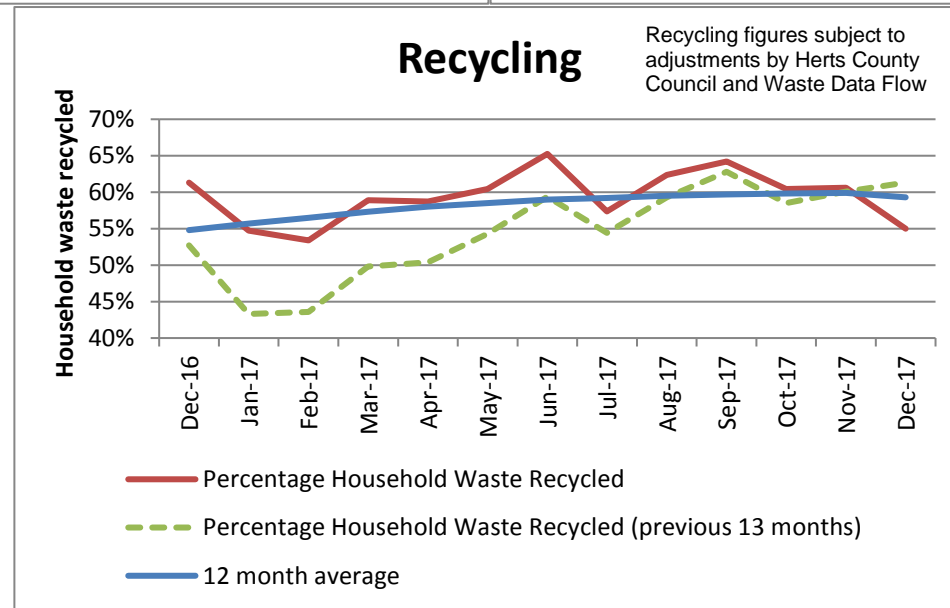 Recycling
Recycling figures subject to
adjustments by Herts County
Council and Waste Data Flow
Household waste recycled
70%
65%
60%
55%
50%
45%
40%
Dec-16
Jan-17
Feb-17
Mar-17
Apr-17
May-17
Jun-17
Jul-17
Aug-17
Sep-17
Oct-17
Nov-17
Dec-17
Percentage Household Waste Recycled
Percentage Household Waste Recycled (previous 13 months)
12 month average